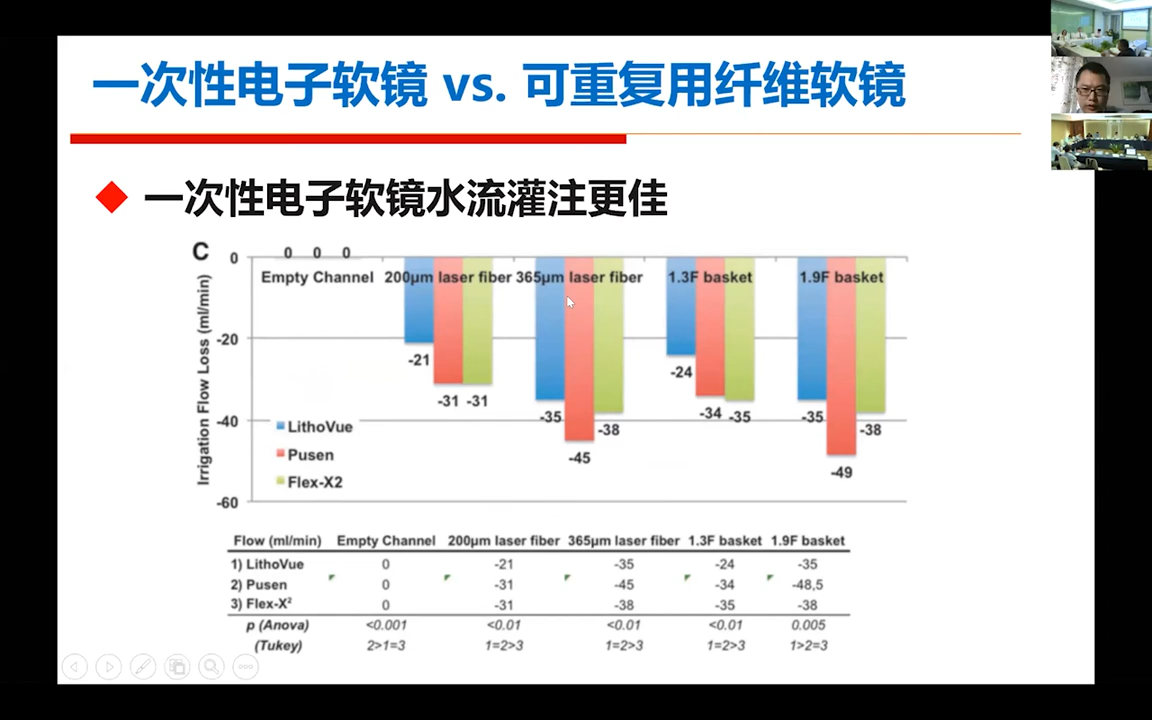 一次性电子软镜 vs. 可重复用纤维软镜
一次性电子软镜水流灌注更佳
C
Irrigation Flow Loss (ml/min)
0
-20
-40
-60
0 0 0
Empty Channel 200µm laser fiber 365µm laser fiber 1.3F basket 1.9F basket
-21 -31 -31
-35 -45 -38
-24 -34 -35
-35 -49 -38
LithoVue
Pusen
Flex-X2
Flow (ml/min) Empty Channel 200µm laser fiber 365µm laser fiber 1.3F basket 1.9F basket
1) LithoVue 0 -21 -35 -24 -35
2) Pusen 0 -31 -45 -34 -48,5
3) Flex-X² 0 -31 -38 -35 -38
p (Anova) <0.001 <0.01 <0.01 <0.01 0.005
(Tukey) 2>1=3 1=2>3 1=2>3 1=2>3 1>2=3